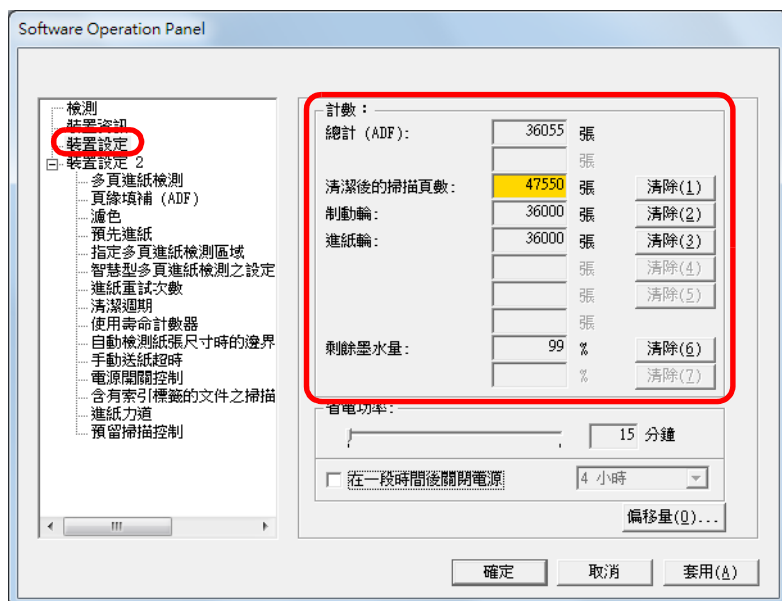 Software Operation Panel
檢測
裝置資訊
裝置設定
裝置設定 2
多頁進紙檢測
頁緣填補 (ADF)
濾色
預先進紙
指定多頁進紙檢測區域
智慧型多頁進紙檢測之設定
進紙重試次數
清潔週期
使用壽命計數器
自動檢測紙張尺寸時的邊界
手動送紙超時
電源開關控制
含有索引標籤的文件之掃描
進紙力道
預留掃描控制
計數：
總計 (ADF): 36055 張
張
清潔後的掃描頁數: 47550 張 清除(1)
制動輪: 36000 張 清除(2)
進紙輪: 36000 張 清除(3)
張 清除(4)
張 清除(5)
張
剩餘墨水量: 99 % 清除(6)
% 清除(7)
省電功率:
15 分鐘
在一段時間後關閉電源 4 小時
偏移量(O)...
確定 取消 套用(A)